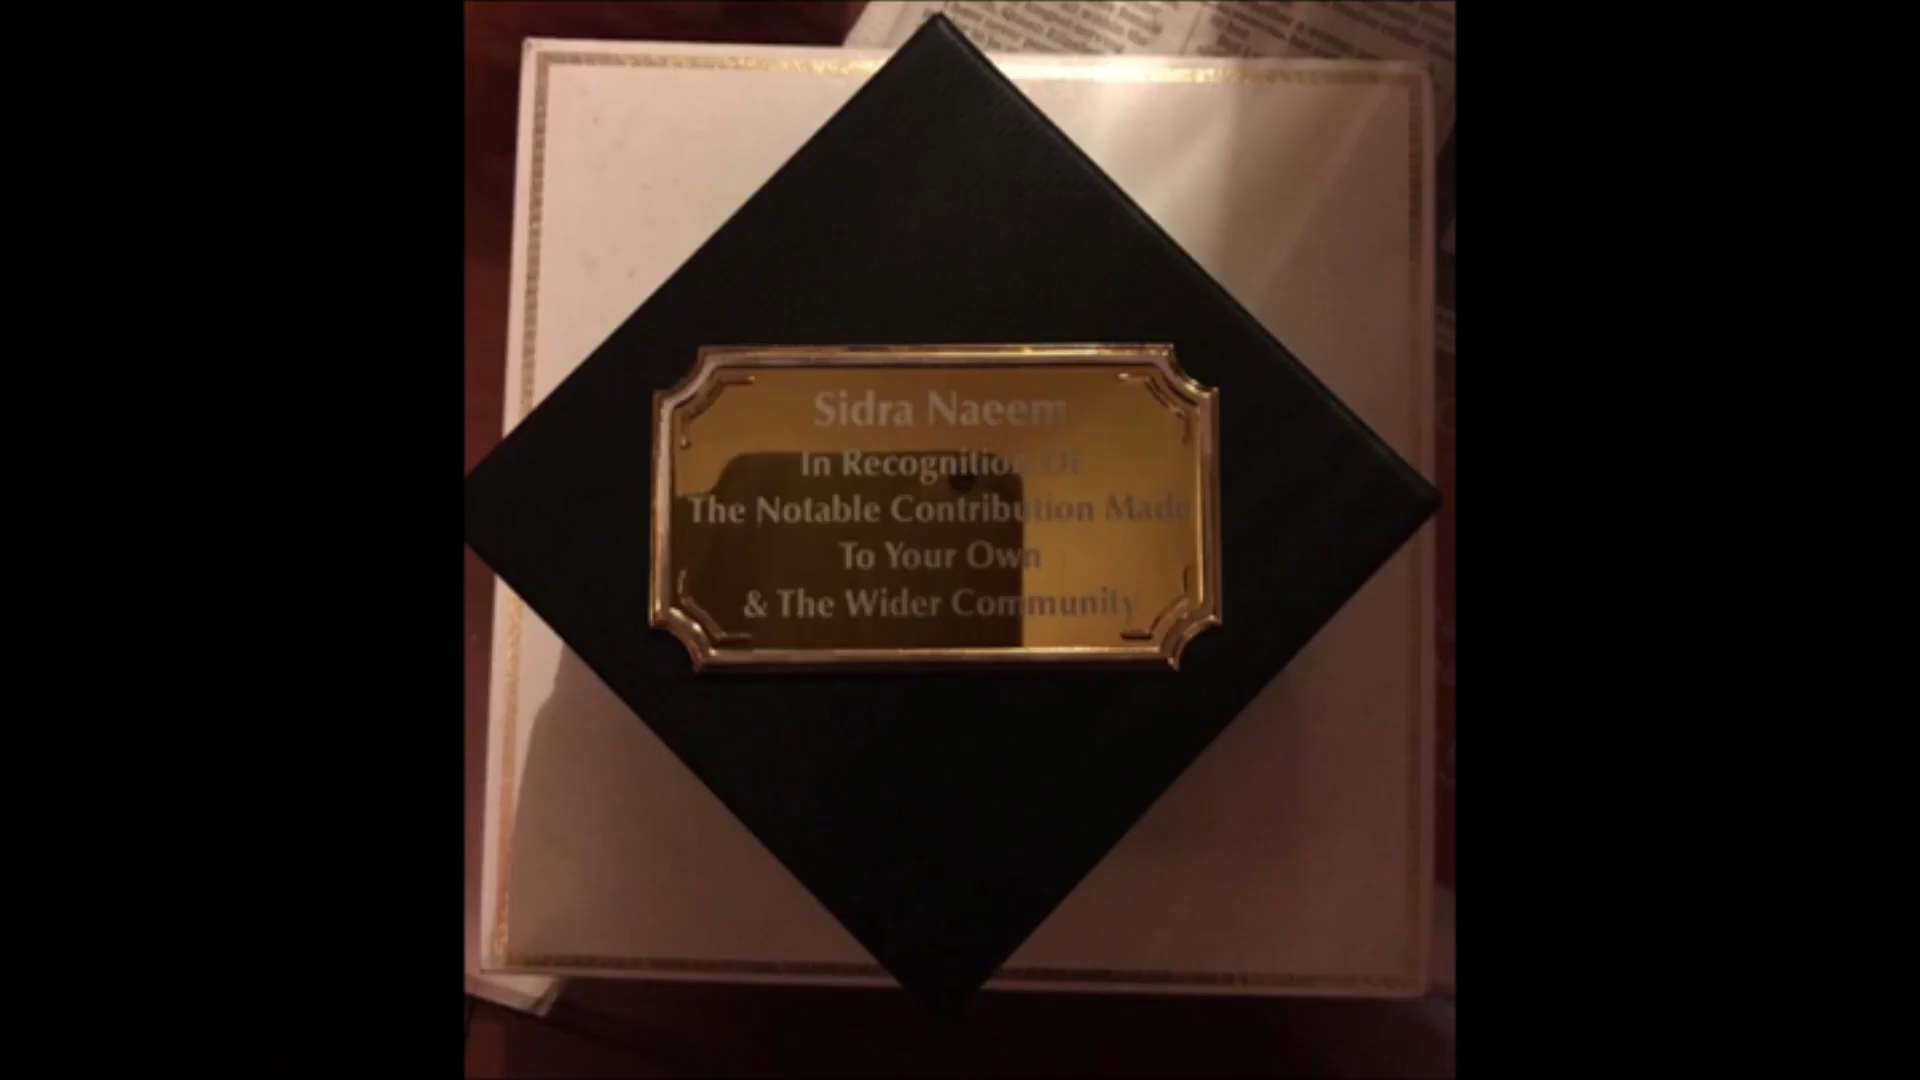 Sidra Naeem
In Recognition Of
The Notable Contribution Made
To Your Own
& The Wider Community